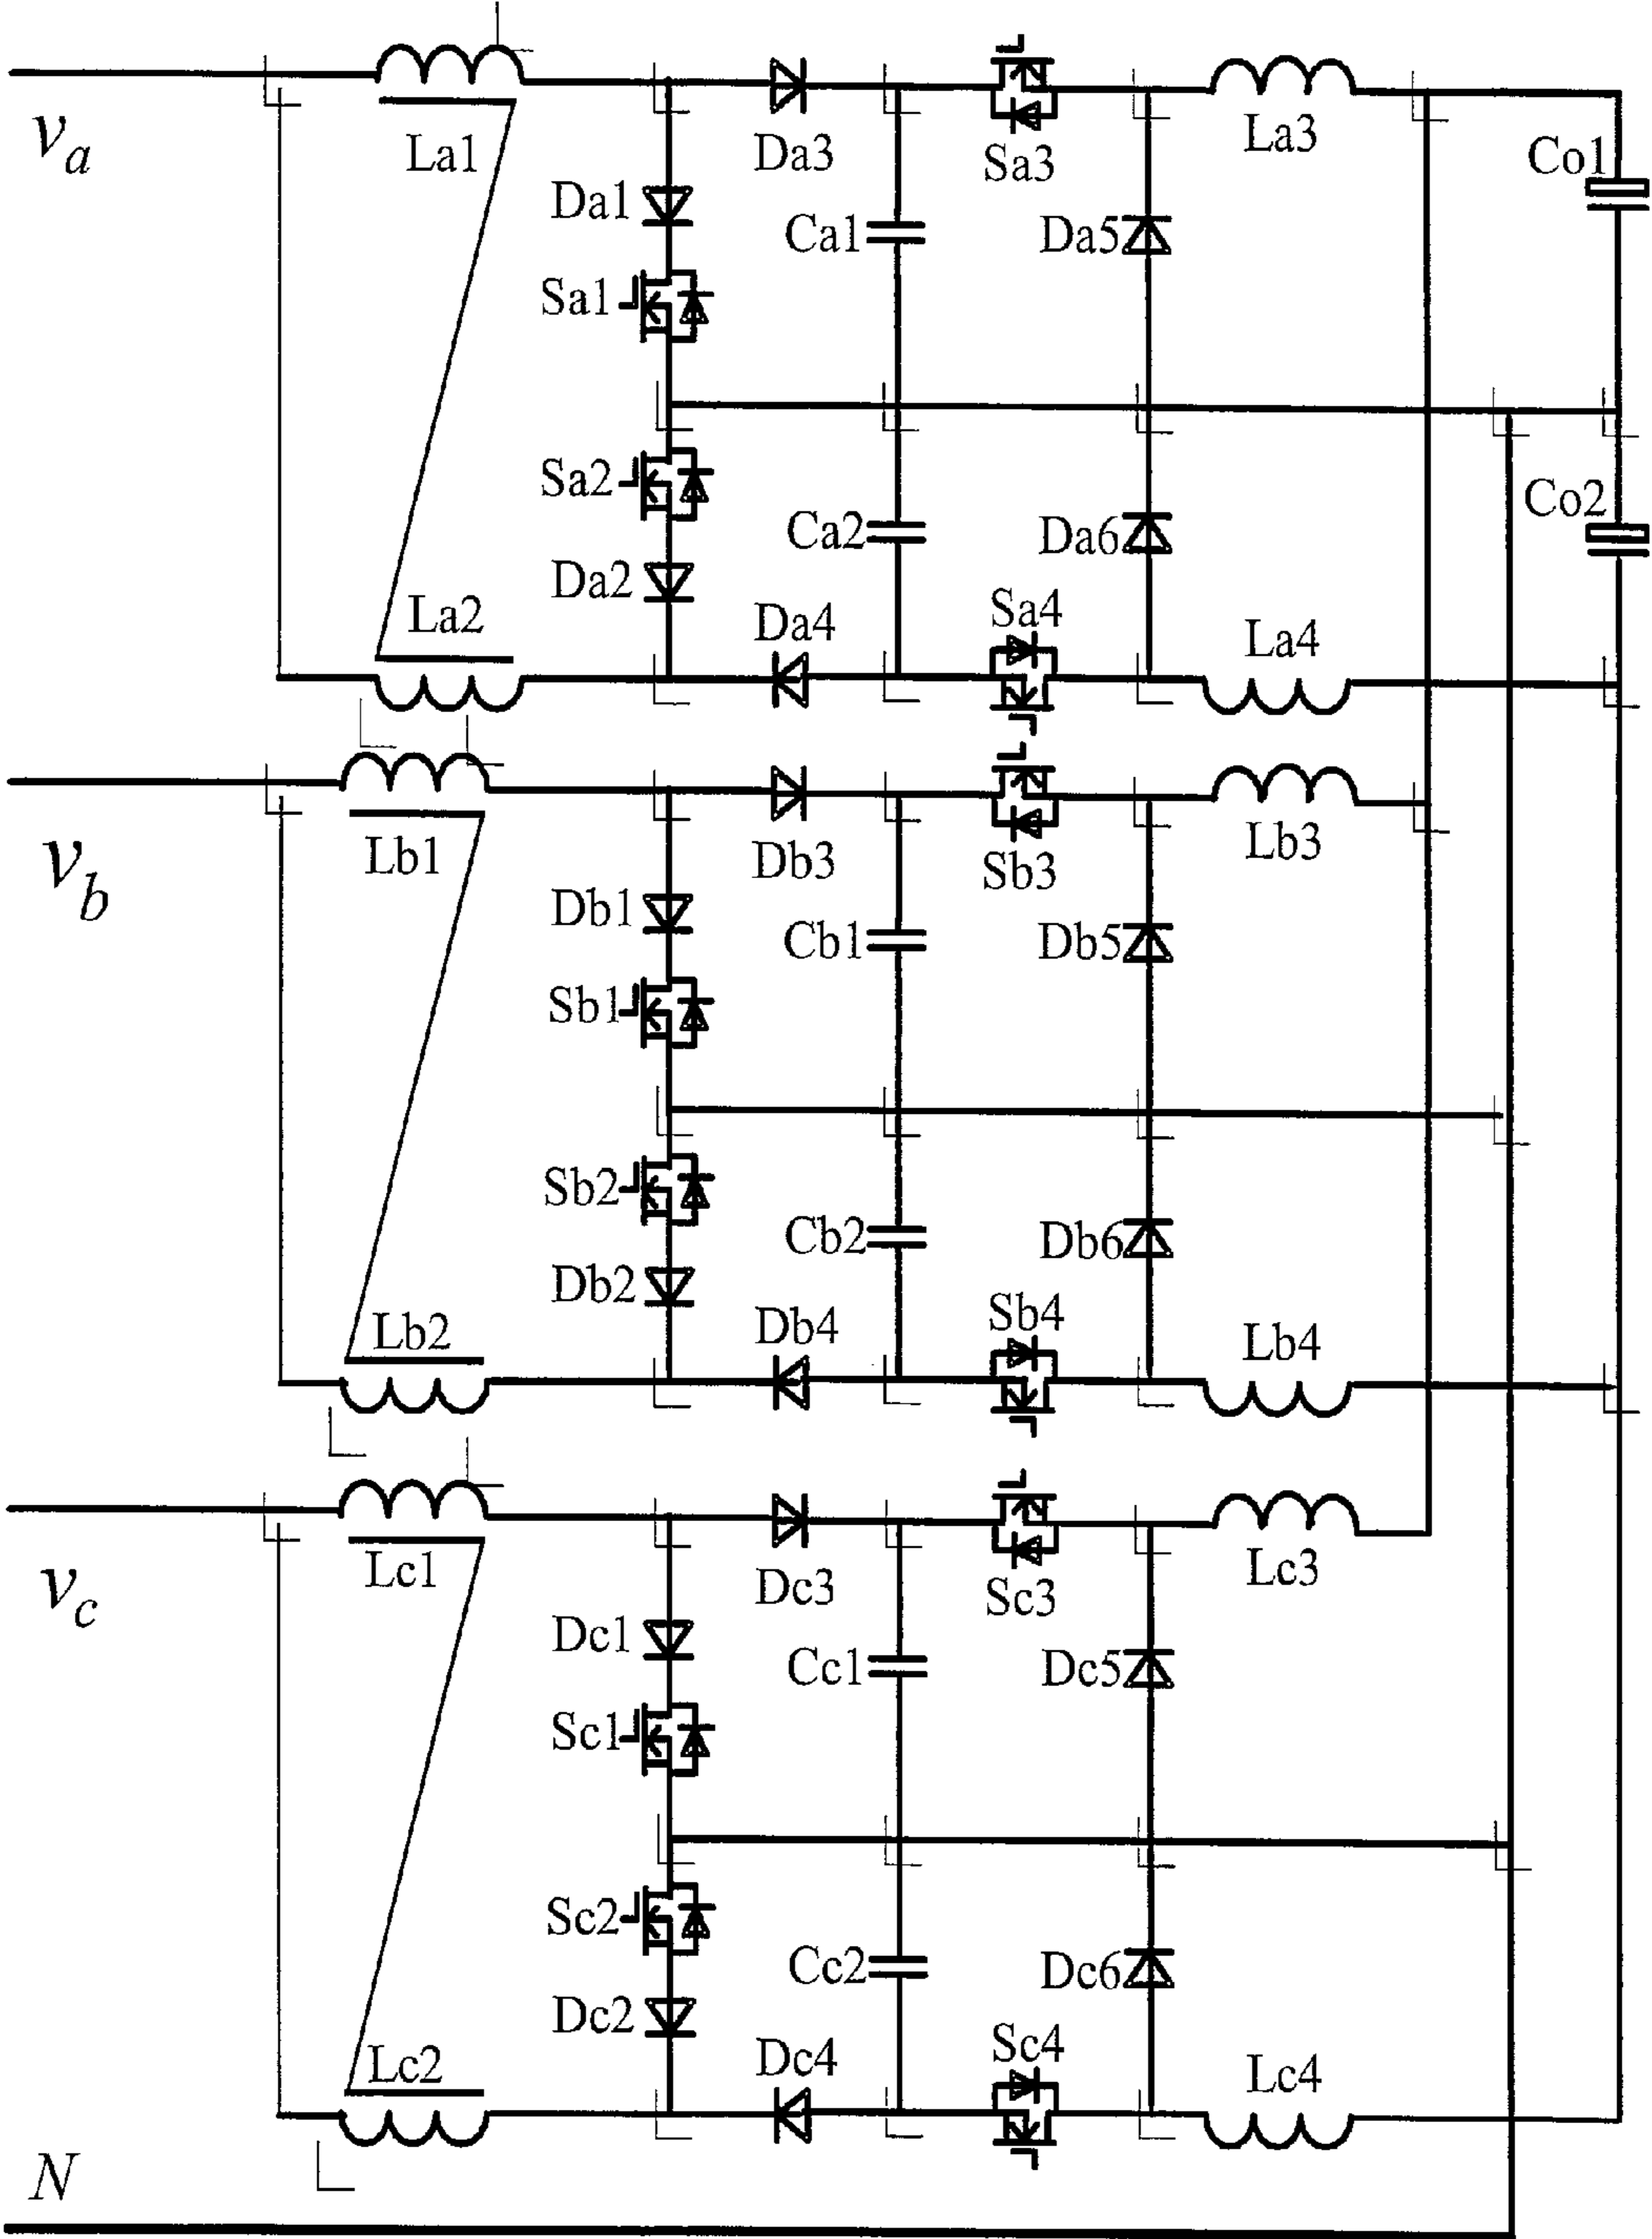 va
La1
Da3
Sa3
La3
Co1
Da1
Ca1
Da5
Sa1
Sa2
Ca2
Da6
Co2
Da2
La2
Da4
Sa4
La4
vb
Lb1
Db3
Sb3
Lb3
Db1
Cb1
Db5
Sb1
Sb2
Cb2
Db6
Db2
Lb2
Db4
Sb4
Lb4
vc
Lc1
Dc3
Sc3
Lc3
Dc1
Cc1
Dc5
Sc1
Sc2
Cc2
Dc6
Dc2
Lc2
Dc4
Sc4
Lc4
N